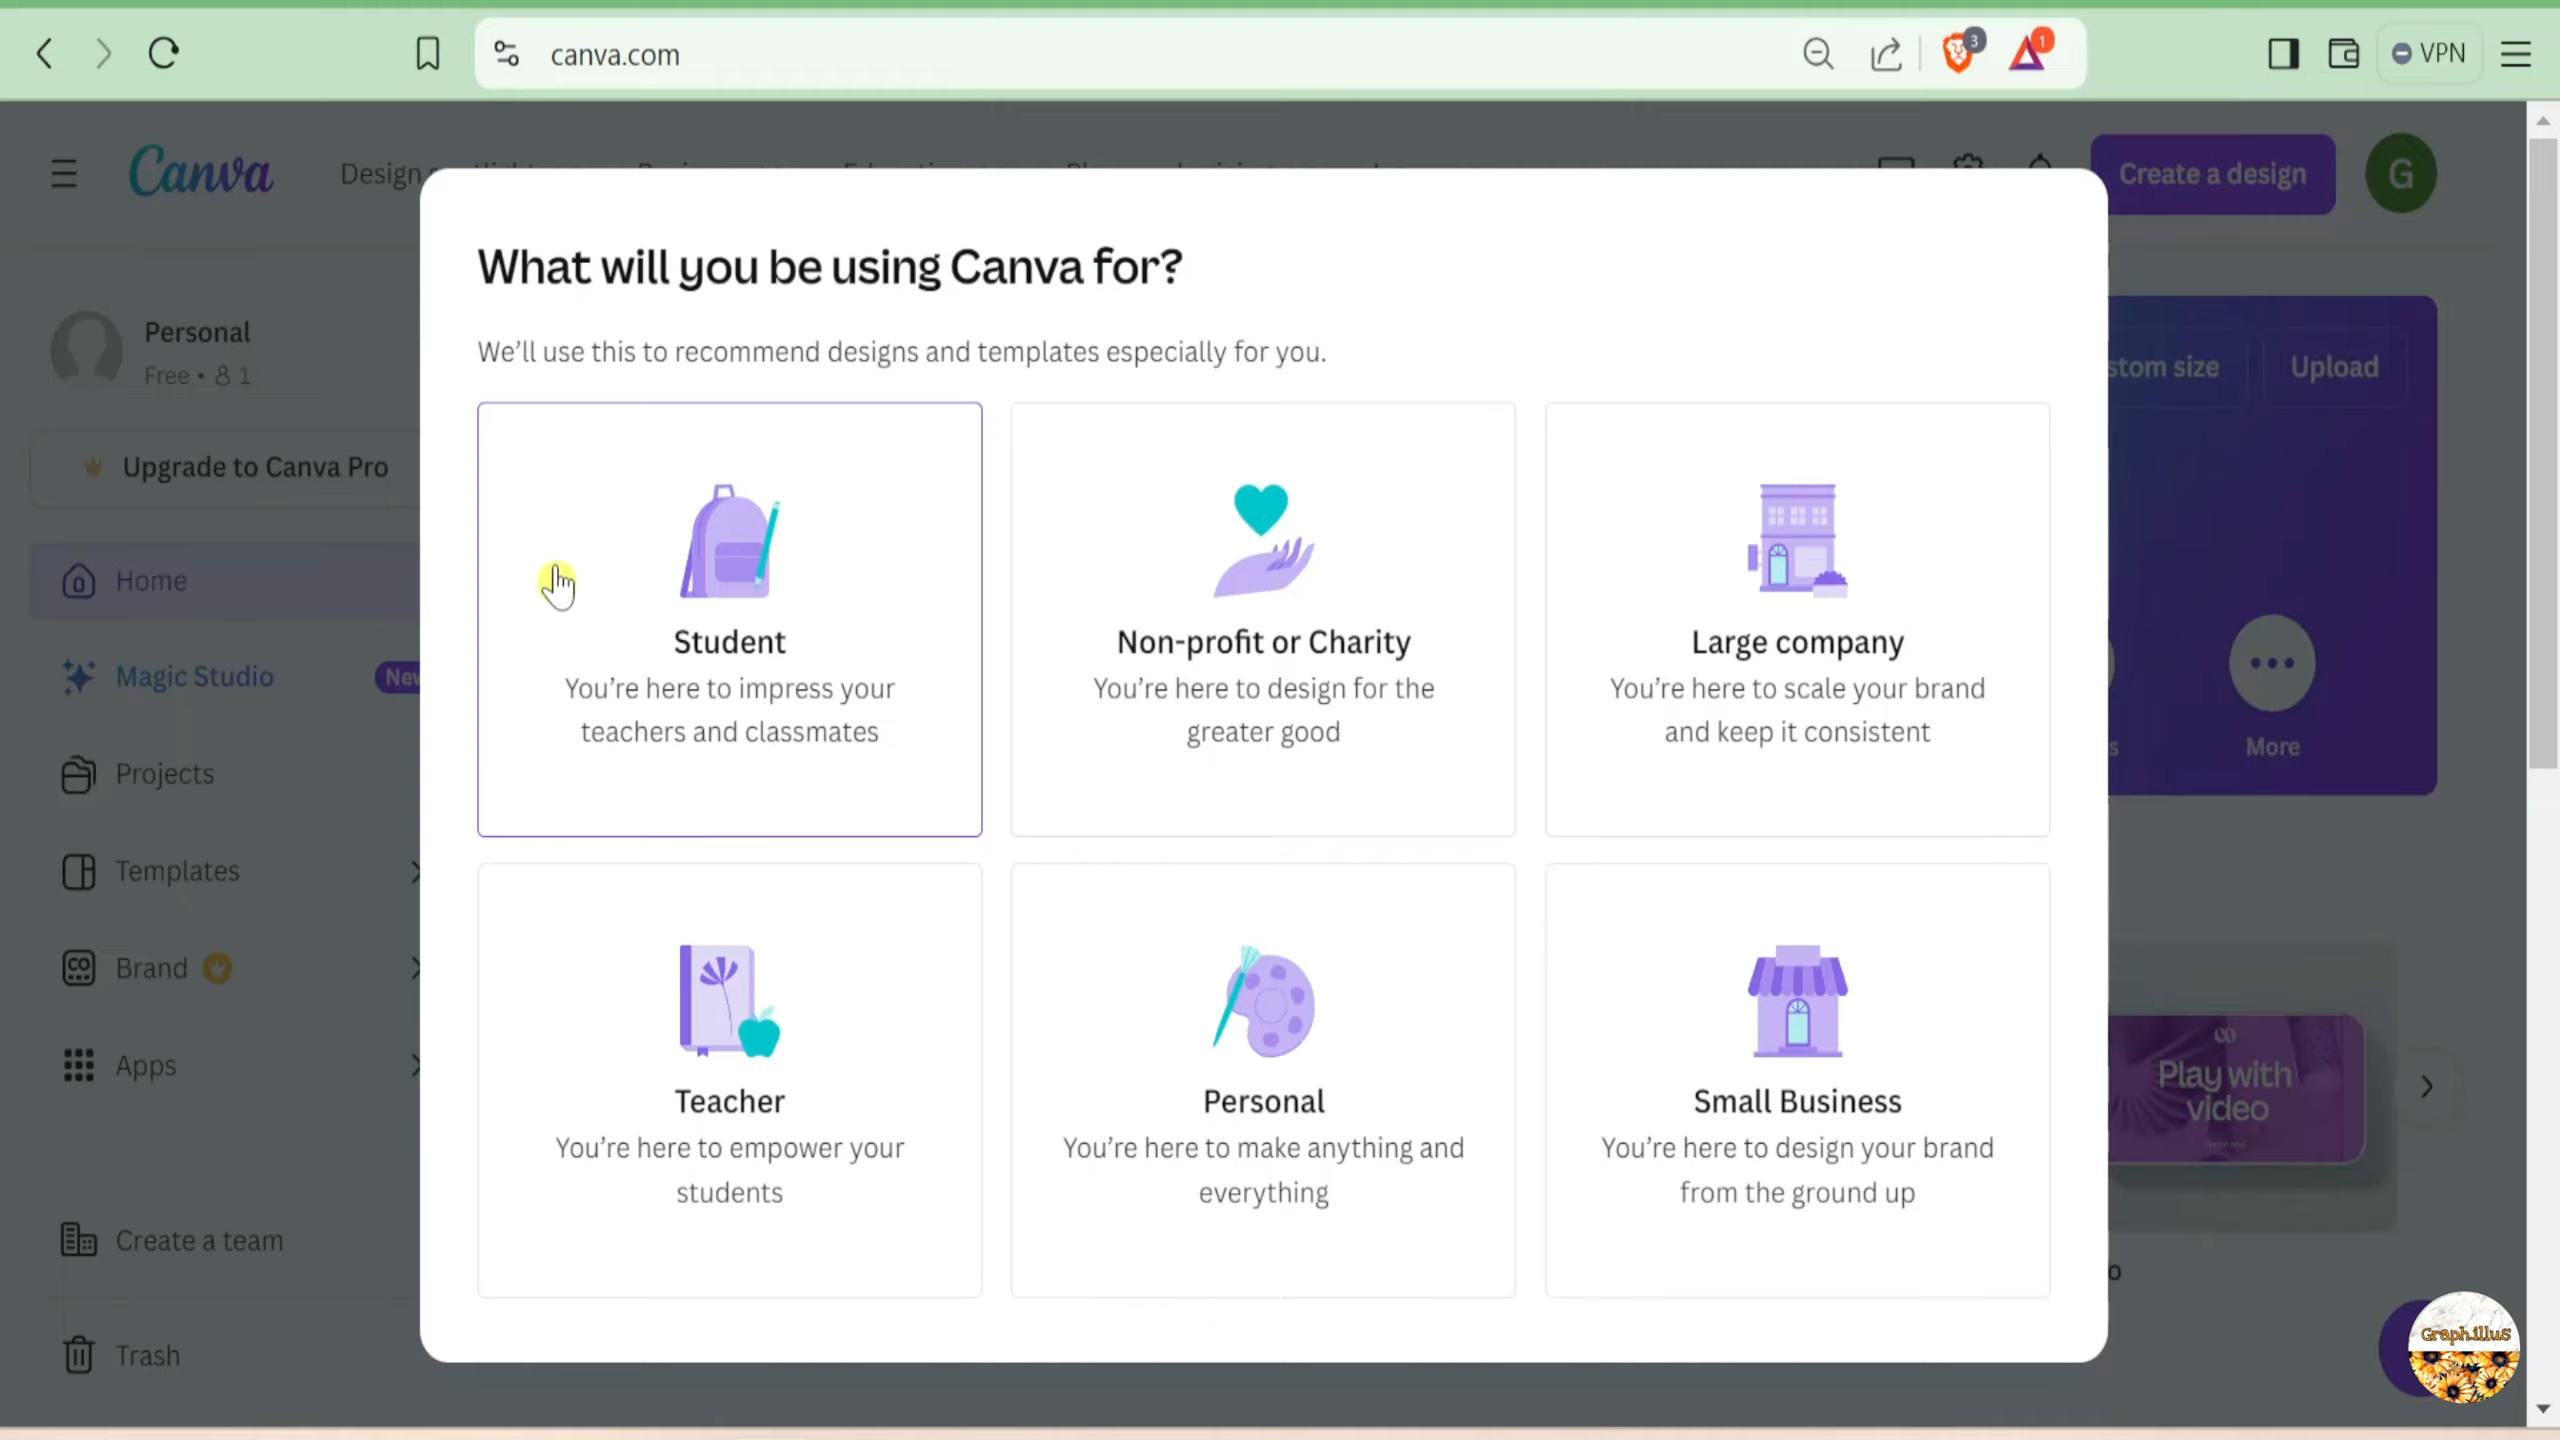 canva.com
3
1
VPN
Canva
Design
Create a design
G
Personal
Free • 1
Upgrade to Canva Pro
Home
Magic Studio
New
Projects
Templates
Brand
Apps
Create a team
Trash
What will you be using Canva for?
We’ll use this to recommend designs and templates especially for you.
Student
You’re here to impress your
teachers and classmates
Non-profit or Charity
You’re here to design for the
greater good
Large company
You’re here to scale your brand
and keep it consistent
Teacher
You’re here to empower your
students
Personal
You’re here to make anything and
everything
Small Business
You’re here to design your brand
from the ground up
stom size
Upload
s
More
Play with
video
o
Graphillus